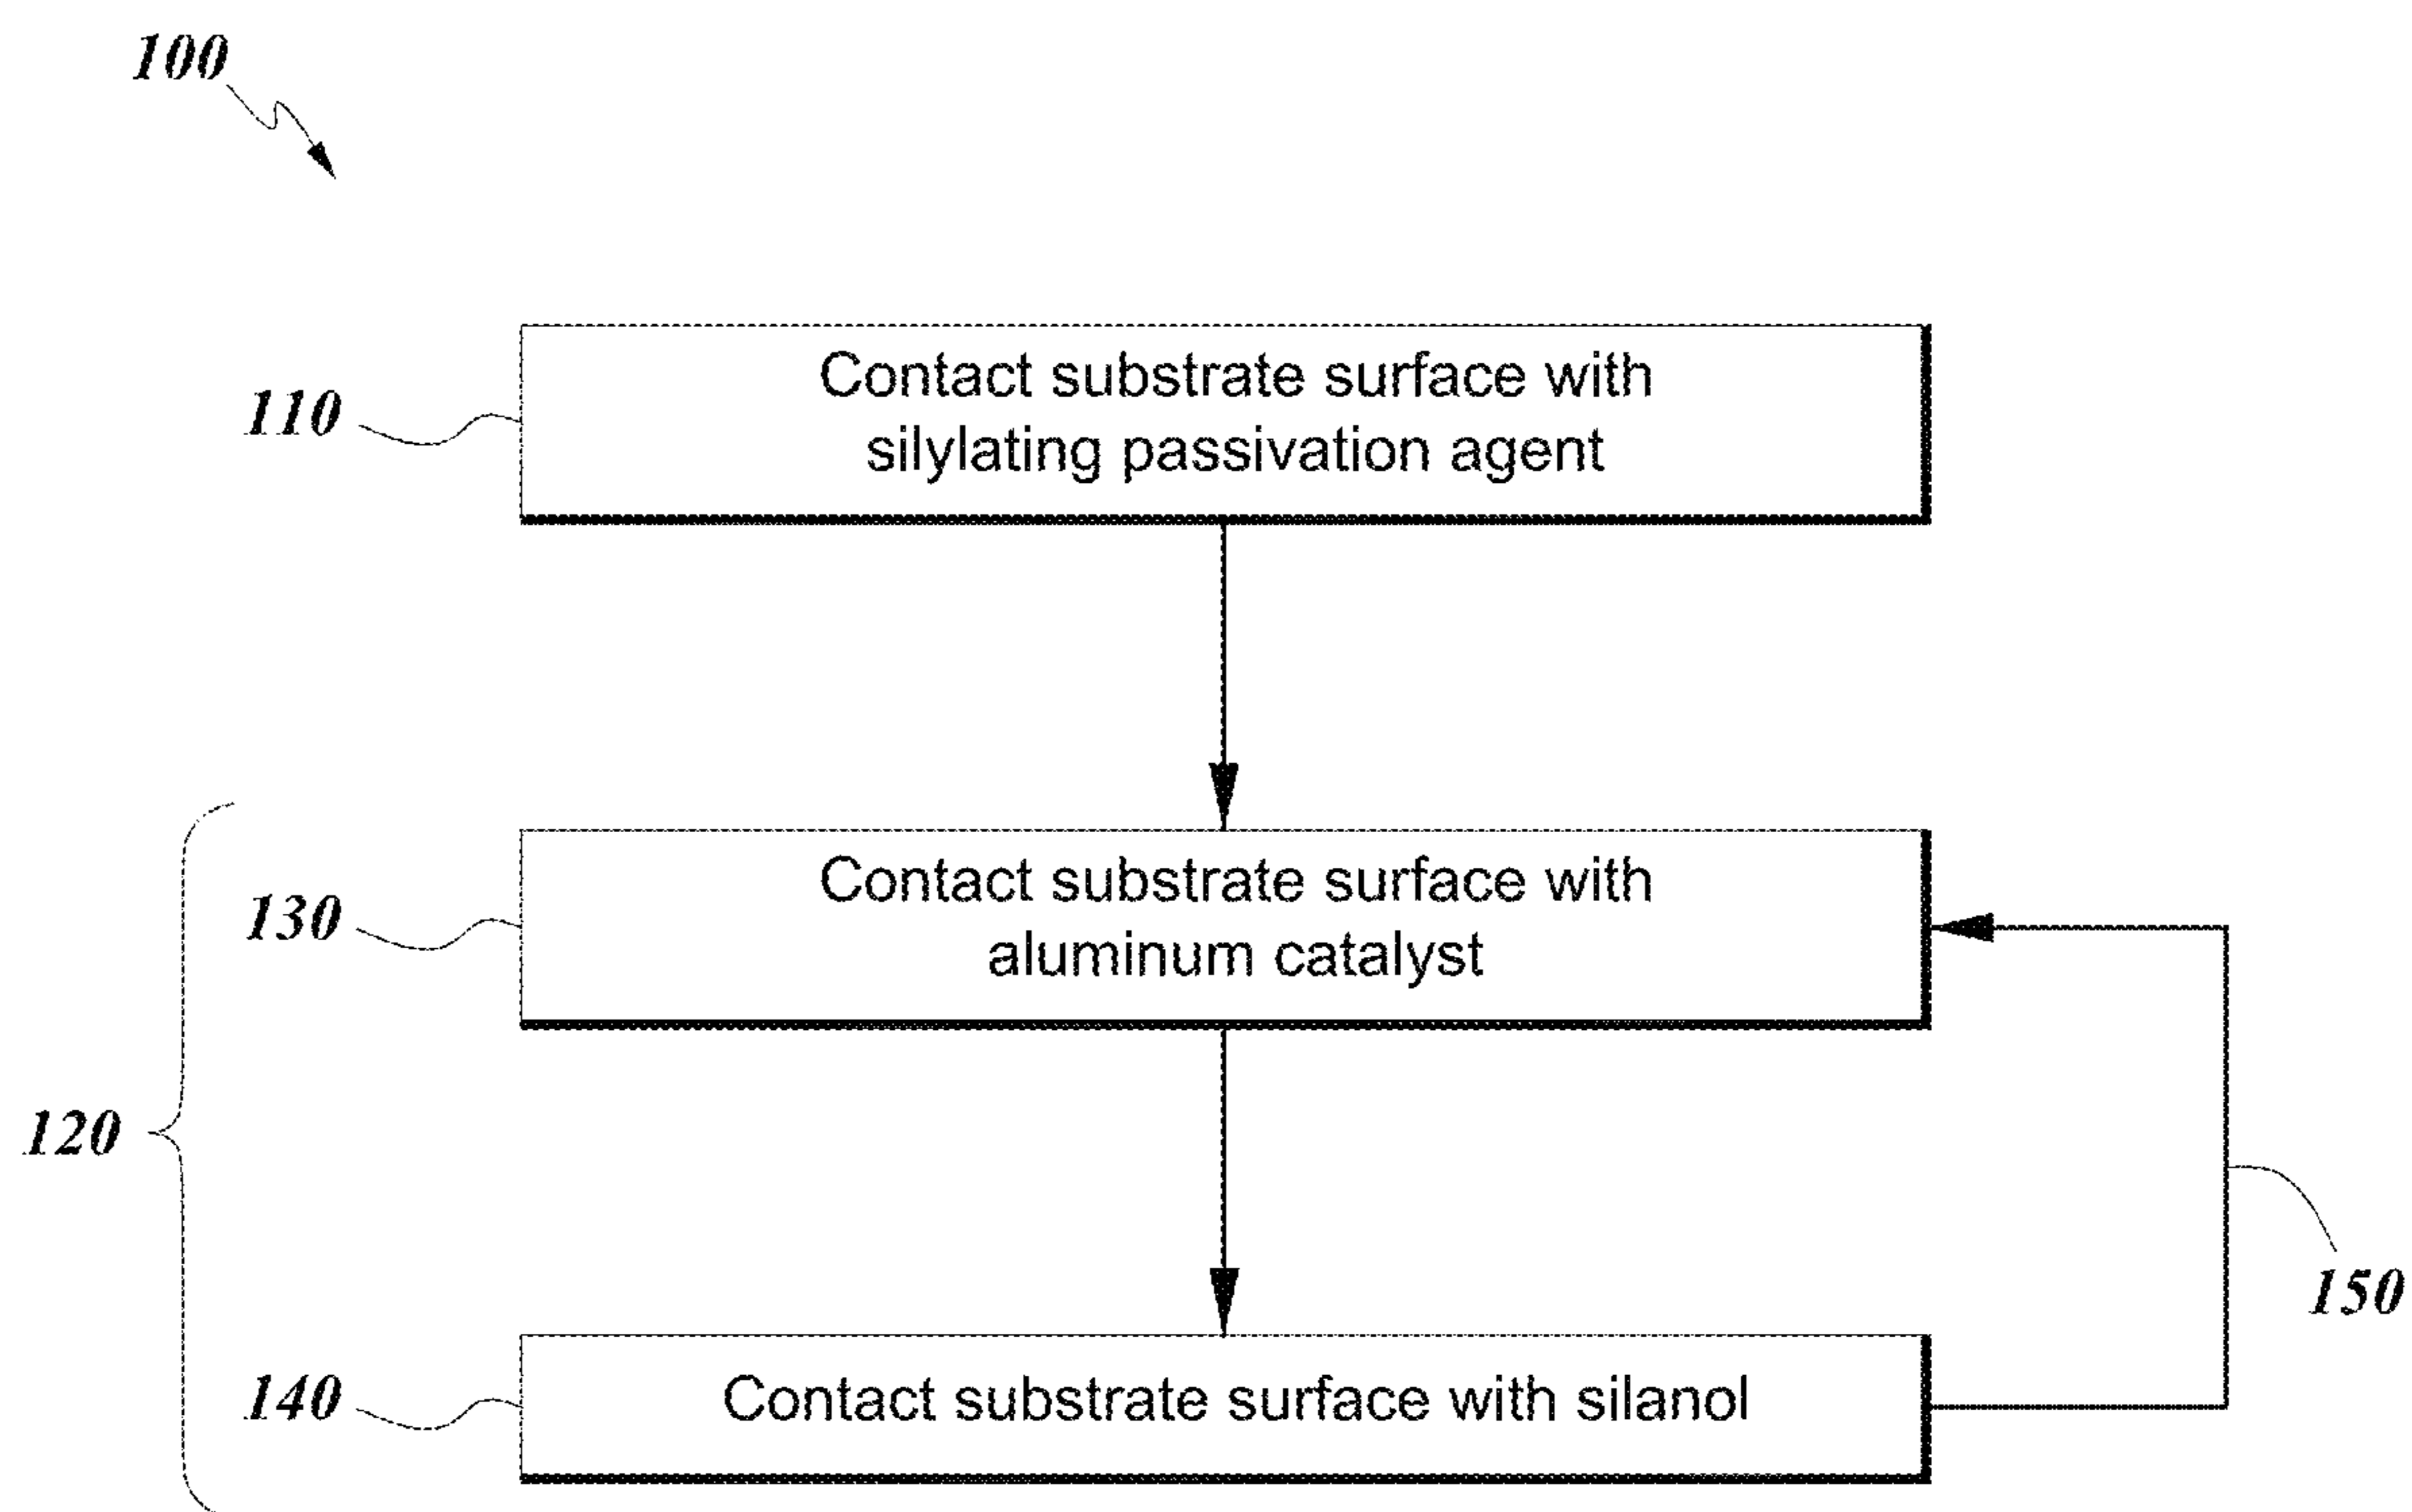 100
110
Contact substrate surface with
silylating passivation agent
130
Contact substrate surface with
aluminum catalyst
120
150
140
Contact substrate surface with silanol